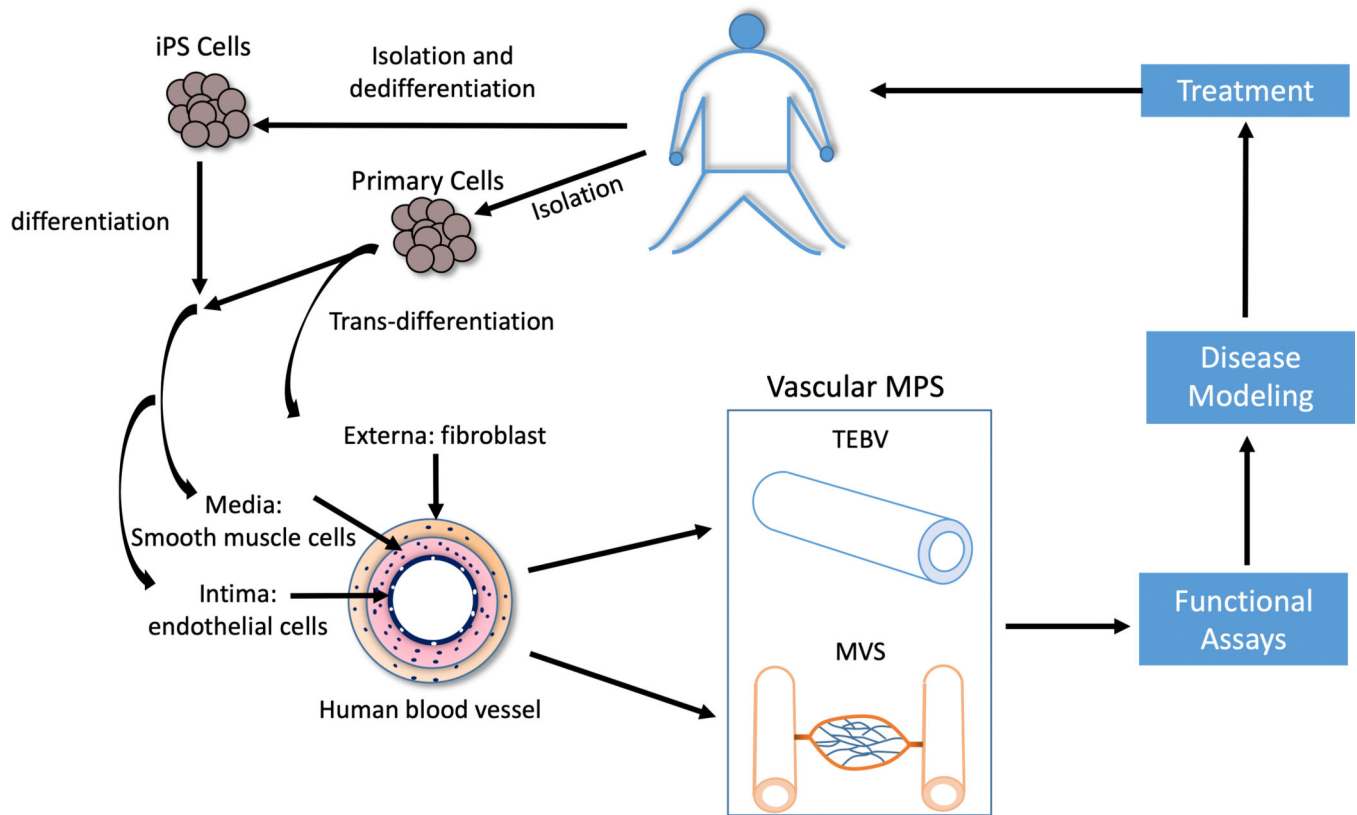 iPS Cells
Isolation and
dedifferentiation
Treatment
Primary Cells
Isolation
differentiation
Trans-differentiation
Disease
Modeling
Vascular MPS
Externa: fibroblast
TEBV
Media:
Smooth muscle cells
Intima:
endothelial cells
Functional
Assays
MVS
Human blood vessel